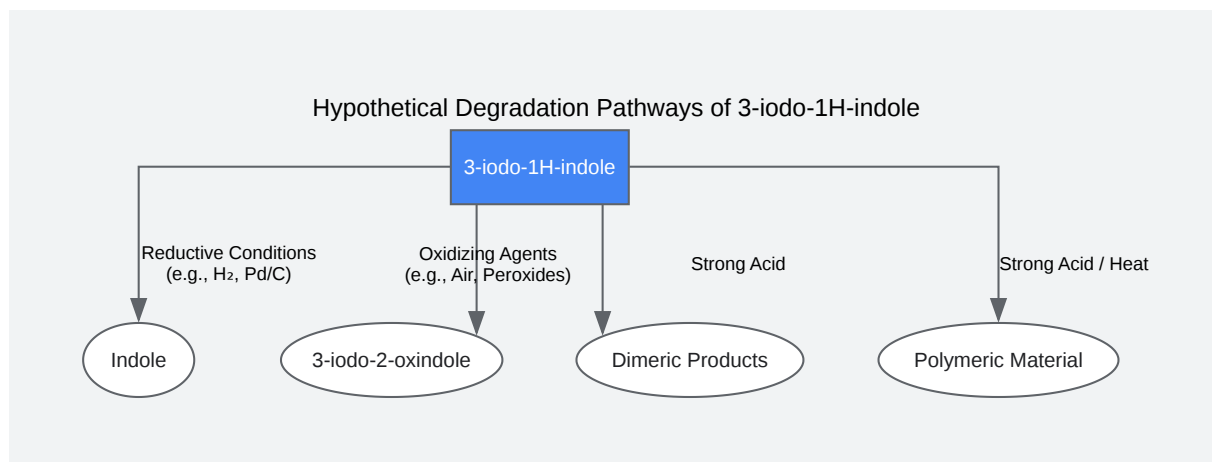 Hypothetical Degradation Pathways of 3-iodo-1H-indole
3-iodo-1H-indole
Reductive Conditions
(e.g., H₂, Pd/C)
Oxidizing Agents
(e.g., Air, Peroxides)
Strong Acid
Strong Acid / Heat
Indole
3-iodo-2-oxindole
Dimeric Products
Polymeric Material